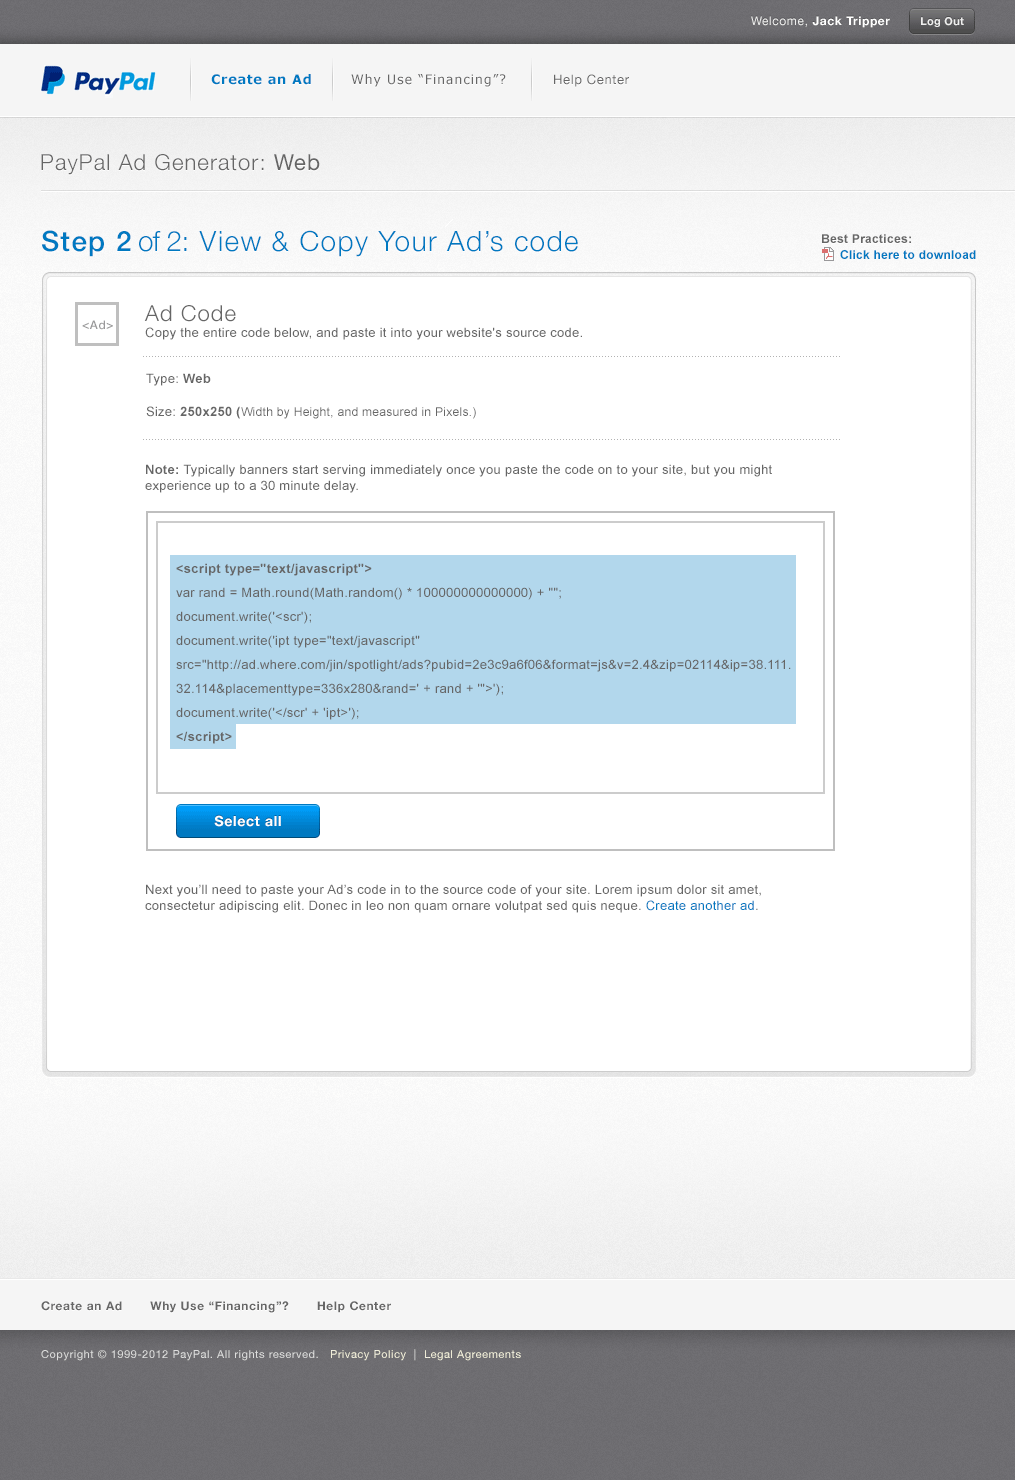 Welcome, Jack Tripper Log Out
PayPal Create an Ad Why Use “Financing”? Help Center
PayPal Ad Generator: Web
Step 2 of 2: View & Copy Your Ad’s code
Best Practices:
Click here to download
<Ad>
Ad Code
Copy the entire code below, and paste it into your website's source code.
Type: Web
Size: 250x250 (Width by Height, and measured in Pixels.)
Note: Typically banners start serving immediately once you paste the code on to your site, but you might
experience up to a 30 minute delay.
<script type="text/javascript">
var rand = Math.round(Math.random() * 100000000000000) + "";
document.write('<scr');
document.write('ipt type="text/javascript"
src="http://ad.where.com/jin/spotlight/ads?pubid=2e3c9a6f06&format=js&v=2.4&zip=02114&ip=38.111.
32.114&placementtype=336x280&rand=' + rand + '">');
document.write('</scr' + 'ipt>');
</script>
Select all
Next you’ll need to paste your Ad’s code in to the source code of your site. Lorem ipsum dolor sit amet,
consectetur adipiscing elit. Donec in leo non quam ornare volutpat sed quis neque. Create another ad.
Create an Ad Why Use “Financing”? Help Center
Copyright © 1999-2012 PayPal. All rights reserved. Privacy Policy | Legal Agreements